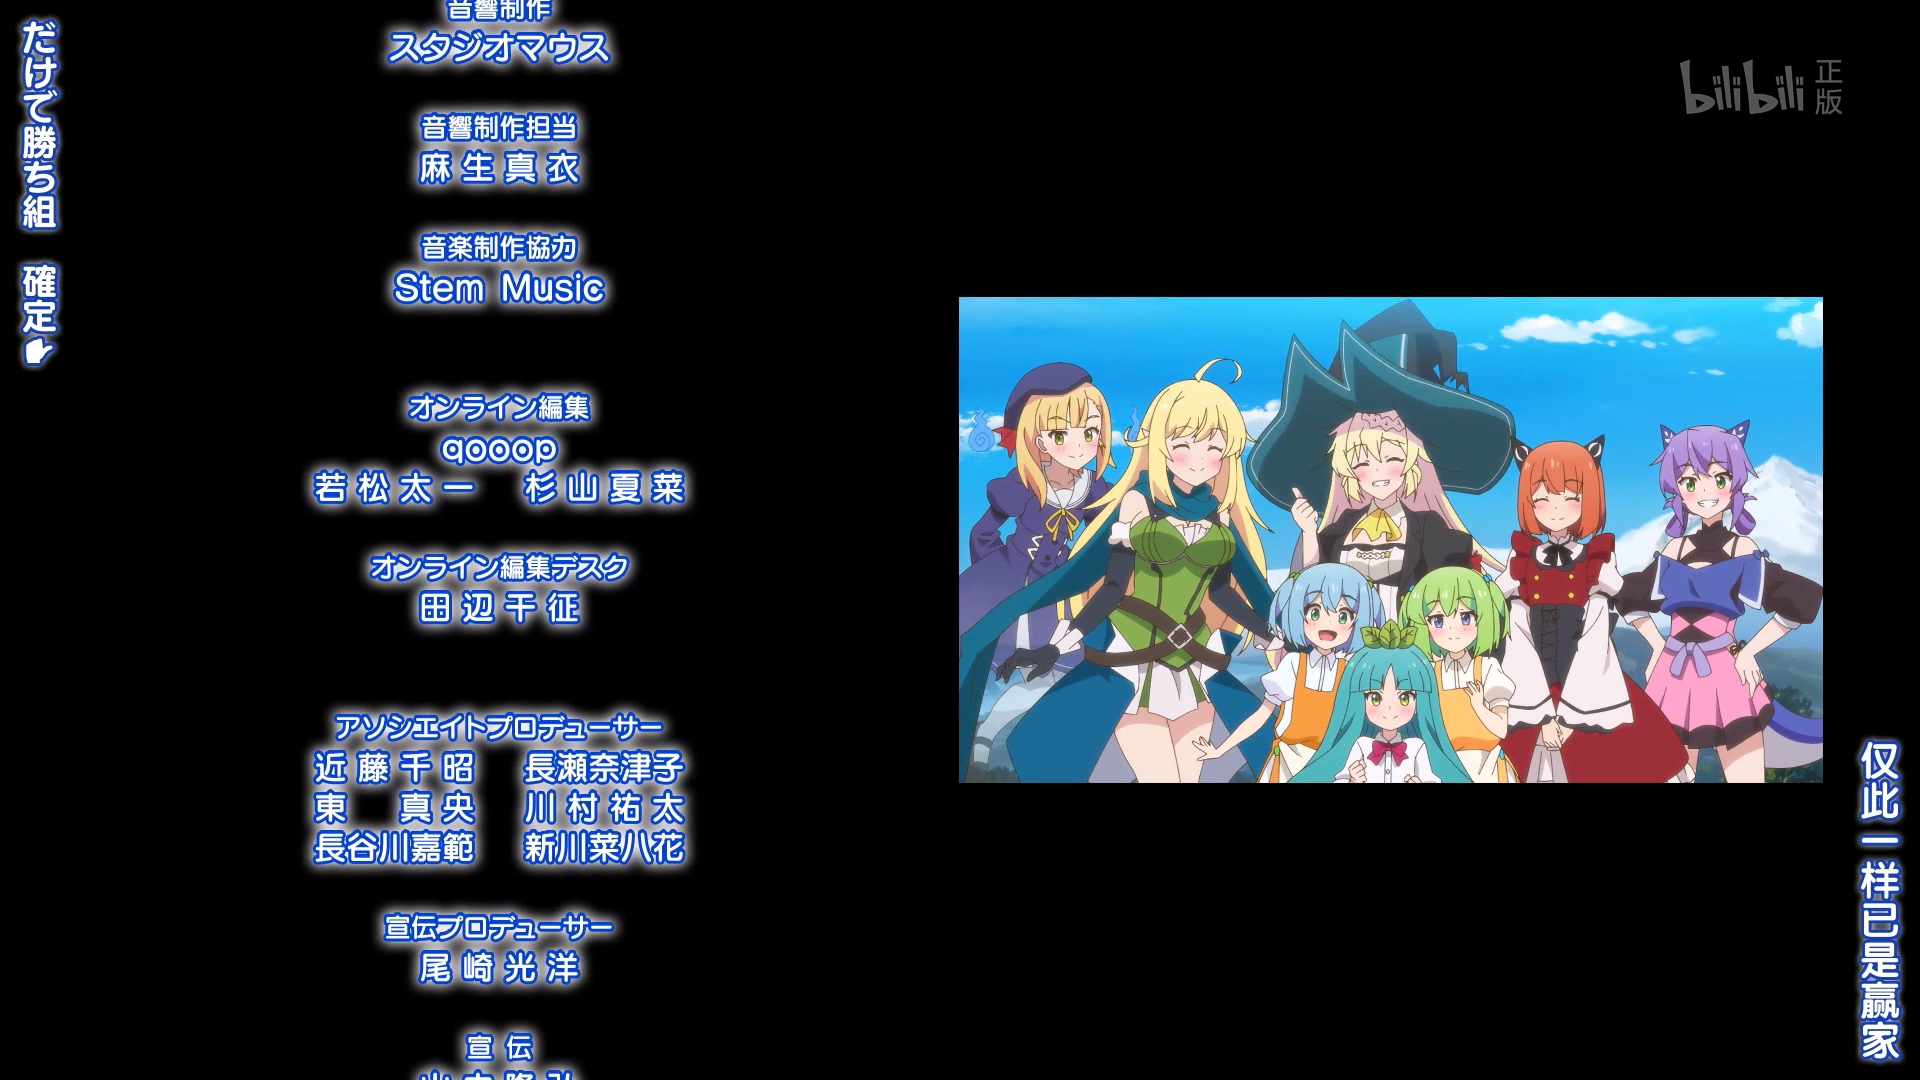 だけで勝ち組　確定
音響制作
スタジオマウス
音響制作担当
麻生真衣
音楽制作協力
Stem Music
オンライン編集
qooop
若松太一　杉山夏菜
オンライン編集デスク
田辺千征
アソシエイトプロデューサー
近藤千昭　長瀬奈津子
東　真央　川村祐太
長谷川嘉範　新川菜八花
宣伝プロデューサー
尾崎光洋
宣伝
bilibili 正版
仅此一样已是赢家